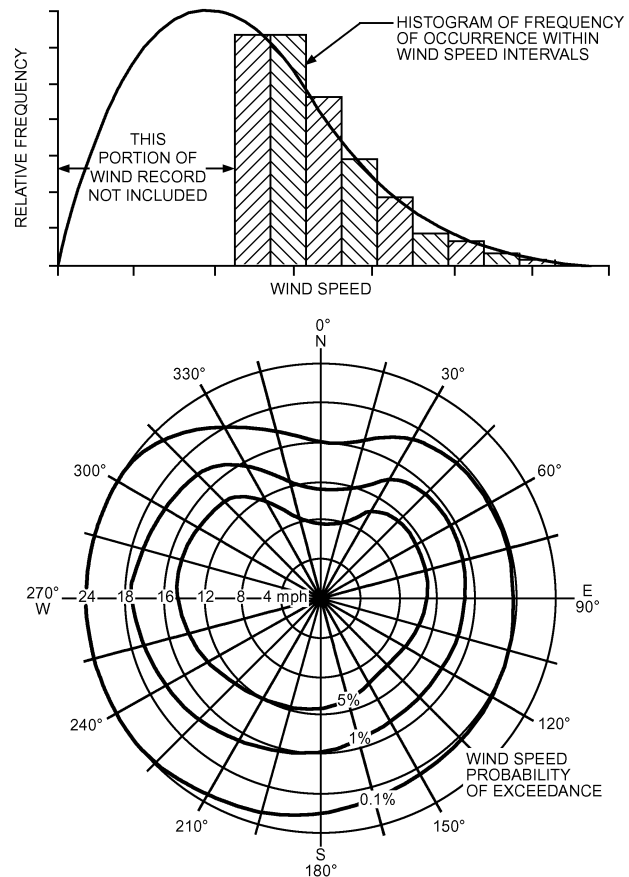 HISTOGRAM OF FREQUENCY
OF OCCURRENCE WITHIN
WIND SPEED INTERVALS
RELATIVE FREQUENCY
THIS
PORTION OF
WIND RECORD
NOT INCLUDED
WIND SPEED
0°
N
330°
30°
300°
60°
270°
W
24 18 16 12 8 4 mph
E
90°
5%
1%
0.1%
240°
120°
WIND SPEED
PROBABILITY
OF EXCEEDANCE
210°
150°
S
180°